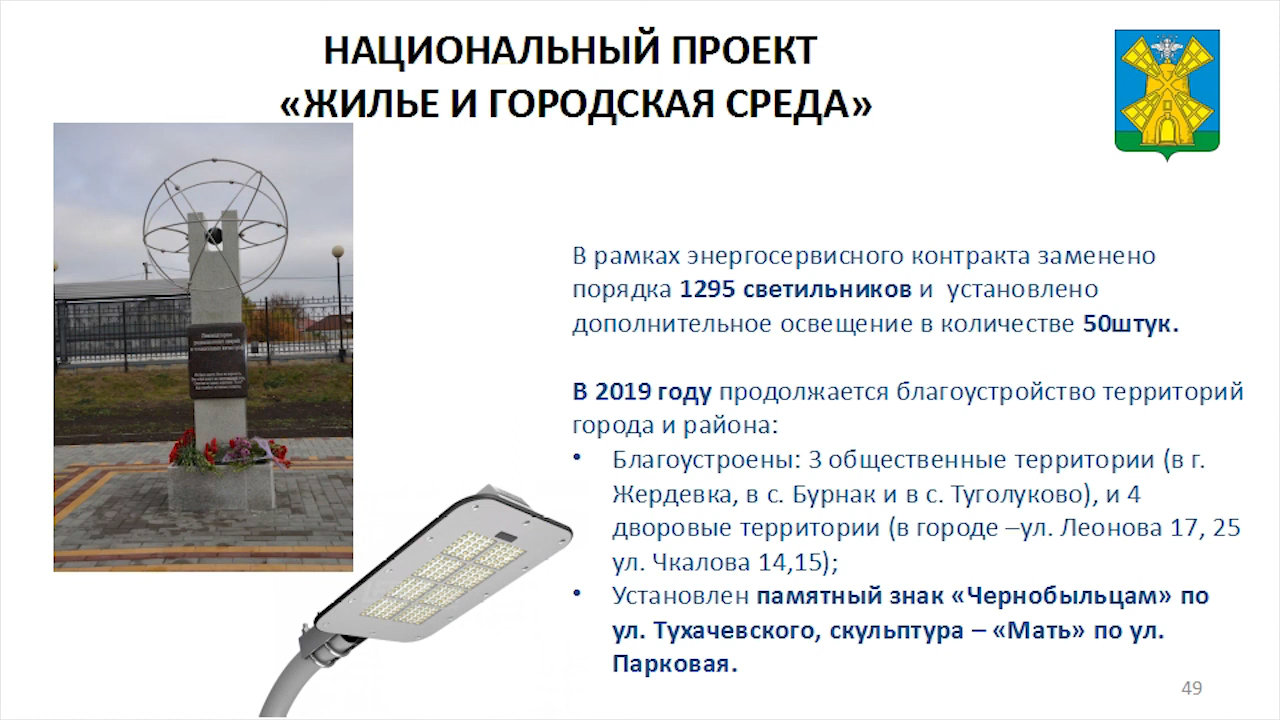 НАЦИОНАЛЬНЫЙ ПРОЕКТ
«ЖИЛЬЕ И ГОРОДСКАЯ СРЕДА»
В рамках энергосервисного контракта заменено
порядка 1295 светильников и  установлено
дополнительное освещение в количестве 50штук.
В 2019 году продолжается благоустройство территорий
города и района:
• Благоустроены: 3 общественные территории (в г.
Жердевка, в с. Бурнак и в с. Туголуково), и 4
дворовые территории (в городе –ул. Леонова 17, 25
ул. Чкалова 14,15);
• Установлен памятный знак «Чернобыльцам» по
ул. Тухачевского, скульптура – «Мать» по ул.
Парковая.
49